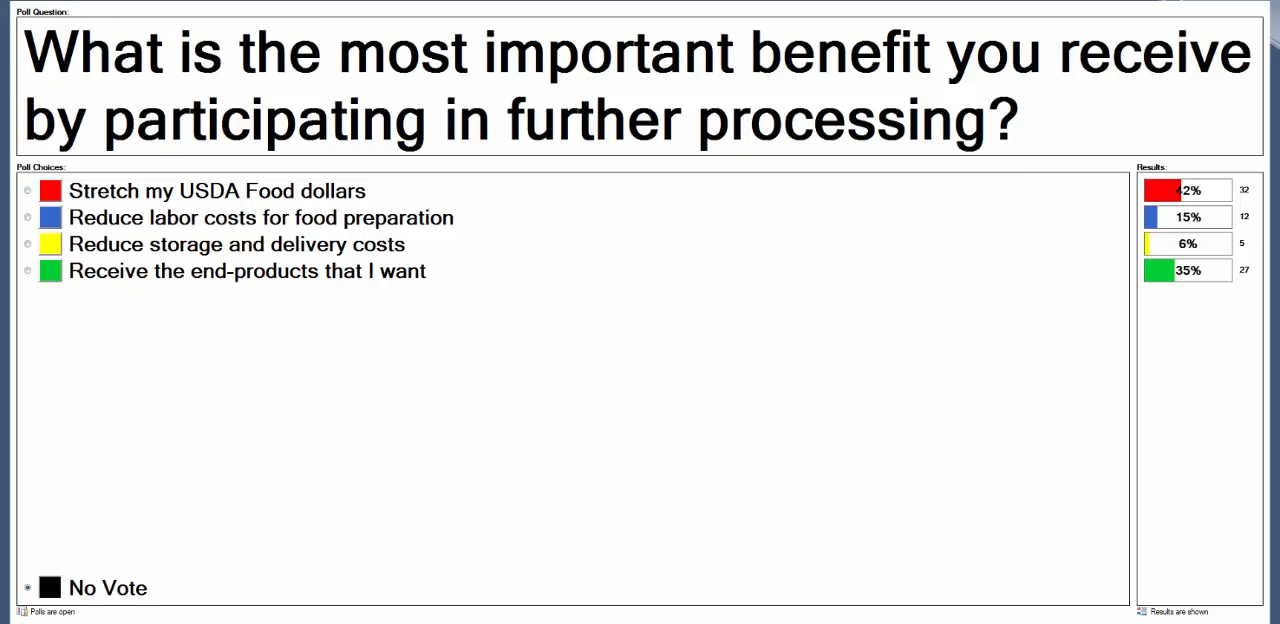 Poll Question:
What is the most important benefit you receive
by participating in further processing?
Poll Choices:
Results:
Stretch my USDA Food dollars
42%
32
Reduce labor costs for food preparation
15%
12
Reduce storage and delivery costs
6%
5
Receive the end-products that I want
35%
27
No Vote
Polls are open
Results are shown